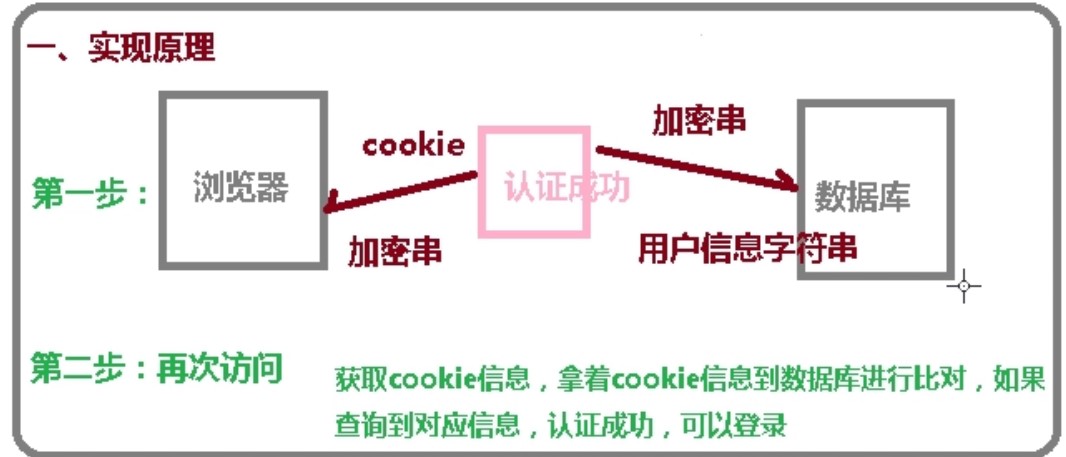 一、实现原理
加密串
cookie
第一步：
浏览器
认证成功
数据库
加密串
用户信息字符串
第二步：再次访问
获取cookie信息，拿着cookie信息到数据库进行比对，如果
查询到对应信息，认证成功，可以登录